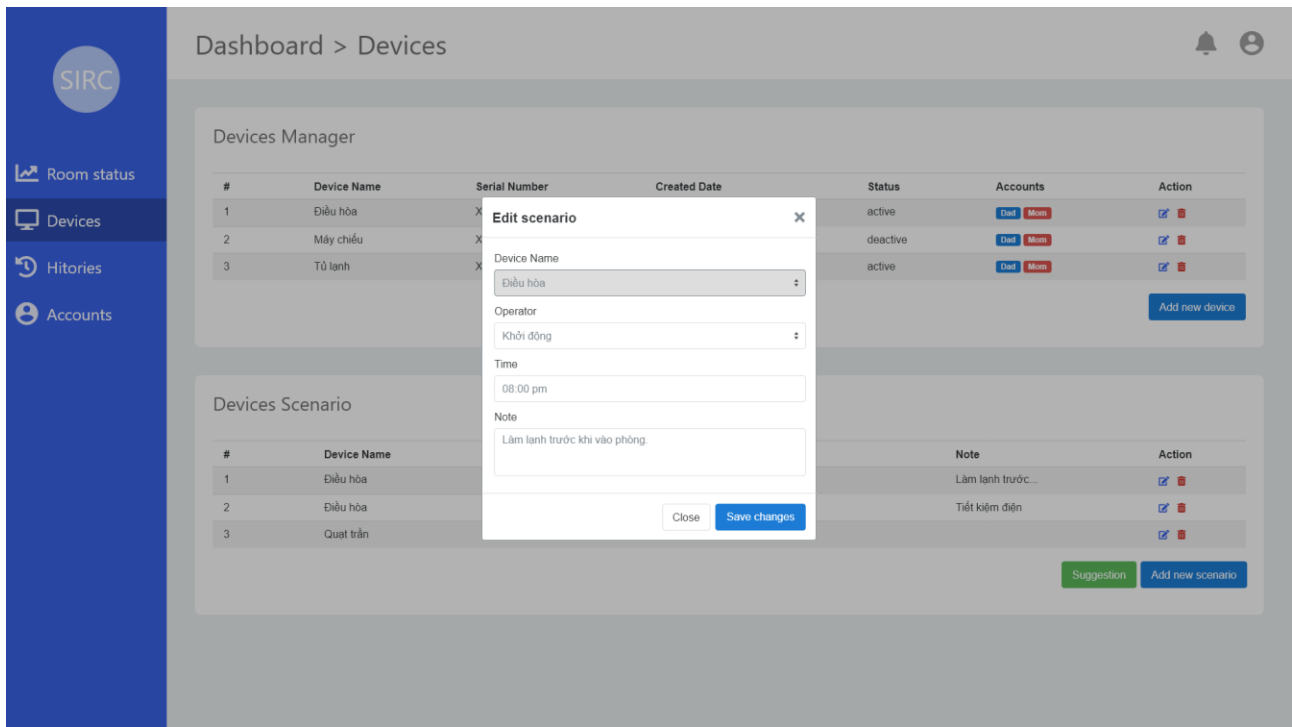 SIRC
Dashboard > Devices
Room status
Devices
Hitories
Accounts
Devices Manager
# Device Name Serial Number Created Date Status Accounts Action
1 Điều hòa X active Dad Mom
2 Máy chiếu X deactive Dad Mom
3 Tủ lạnh X active Dad Mom
Add new device
Edit scenario
Device Name
Điều hòa
Operator
Khởi động
Time
08:00 pm
Note
Làm lạnh trước khi vào phòng.
Close Save changes
Devices Scenario
# Device Name Note Action
1 Điều hòa Làm lạnh trước...
2 Điều hòa Tiết kiệm điện
3 Quạt trần
Suggestion Add new scenario